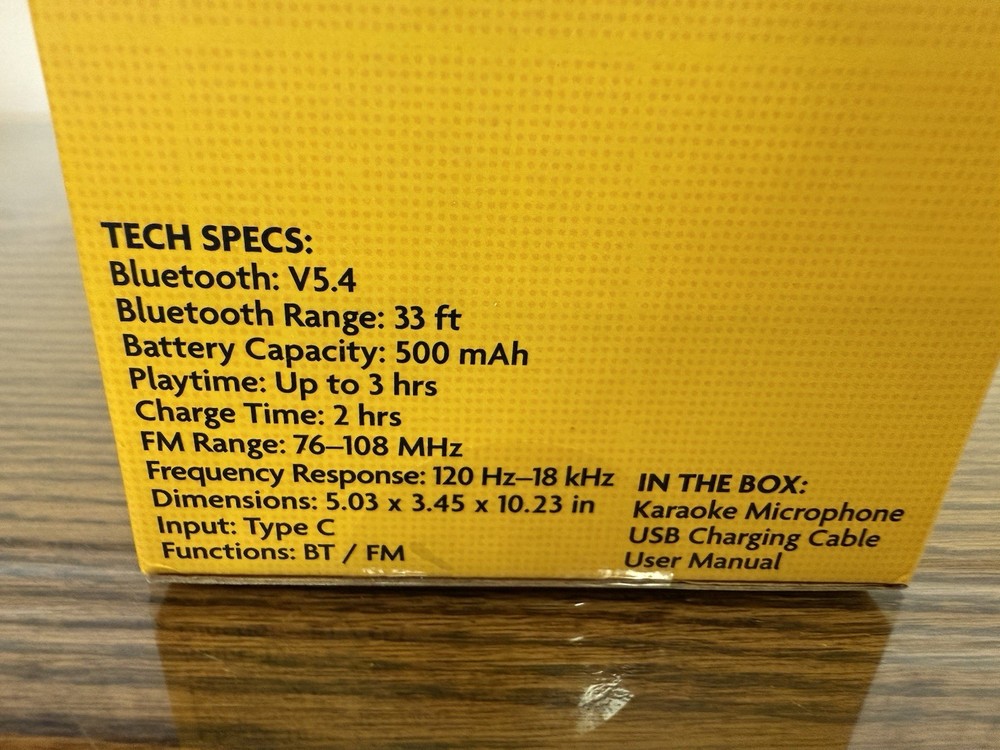 TECH SPECS:
Bluetooth: V5.4
Bluetooth Range: 33 ft
Battery Capacity: 500 mAh
Playtime: Up to 3 hrs
Charge Time: 2 hrs
FM Range: 76–108 MHz
Frequency Response: 120 Hz–18 kHz
Dimensions: 5.03 x 3.45 x 10.23 in
Input: Type C
Functions: BT / FM
IN THE BOX:
Karaoke Microphone
USB Charging Cable
User Manual